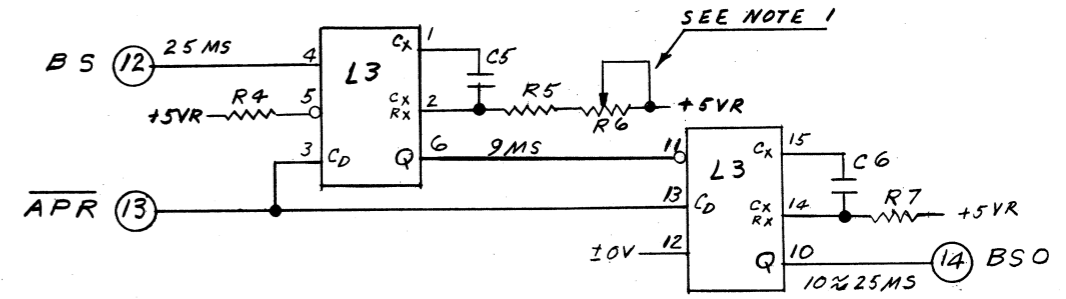 SEE NOTE 1
BS 12 25 MS 4
L3
CX 1
C5
+5VR R4 5
CX RX 2
R5
R6
+5VR
3 CD
Q 6 9MS 11
L3
CX 15
C6
APR 13
13 CD
CX RX 14
R7
+5VR
±0V 12
Q 10
10≈25MS
14 BSO